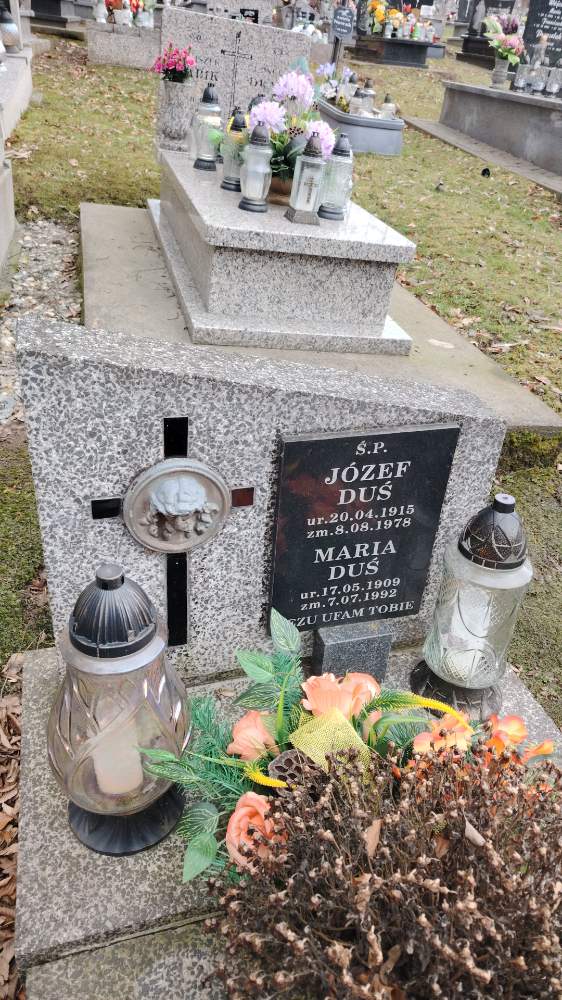 Ś.P.
JÓZEF
DUŚ
ur.20.04.1915
zm.8.08.1978
MARIA
DUŚ
ur.17.05.1909
zm.7.07.1992
UFAM TOBIE